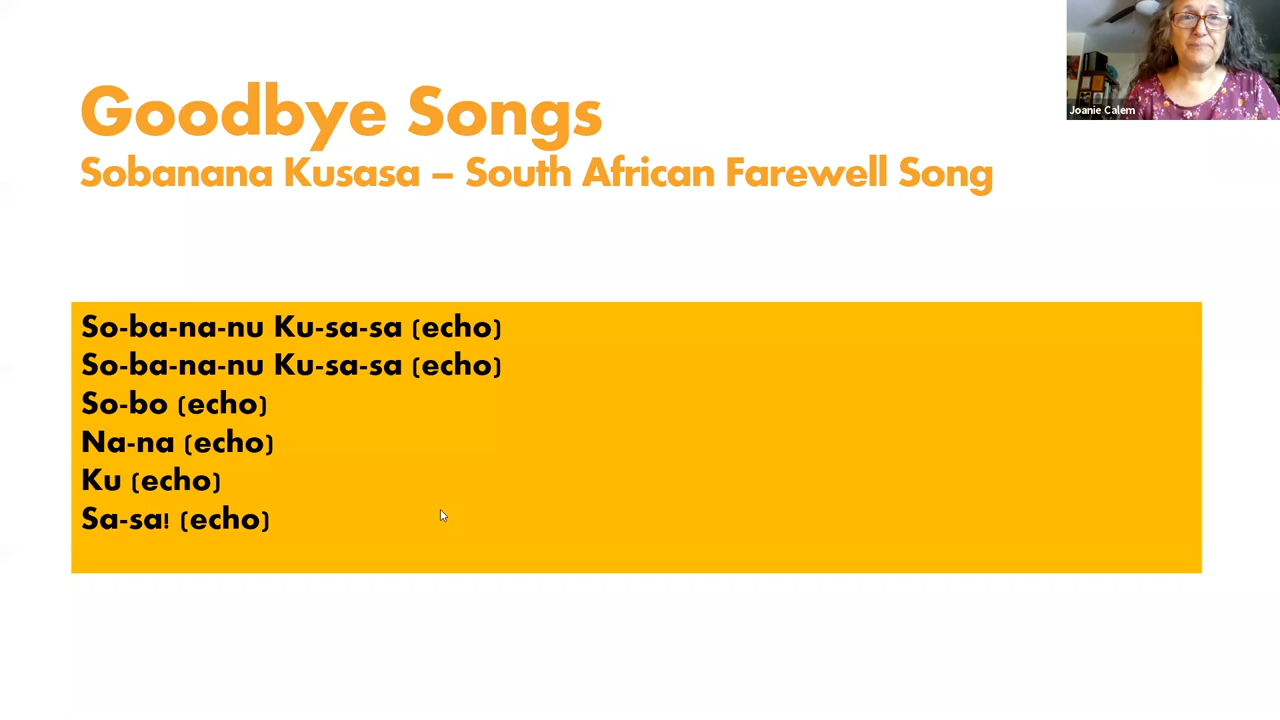 Goodbye Songs
Sobanana Kusasa – South African Farewell Song
Joanie Calem
So-ba-na-nu Ku-sa-sa (echo)
So-ba-na-nu Ku-sa-sa (echo)
So-bo (echo)
Na-na (echo)
Ku (echo)
Sa-sa! (echo)